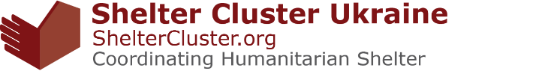 Shelter Cluster Ukraine
ShelterCluster.org
Coordinating Humanitarian Shelter